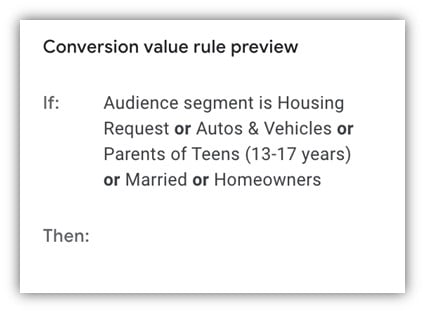 Conversion value rule preview
If: Audience segment is Housing
Request or Autos & Vehicles or
Parents of Teens (13-17 years)
or Married or Homeowners
Then: